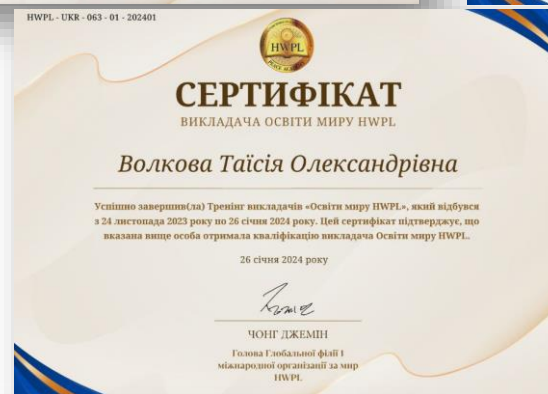 HWPL - UKR - 063 - 01 - 202401
HWPL
PEACE ACADEMY
СЕРТИФІКАТ
ВИКЛАДАЧА ОСВІТИ МИРУ HWPL
Волкова Таїсія Олександрівна
Успішно завершив(ла) Тренінг викладачів «Освіти миру HWPL», який відбувся
з 24 листопада 2023 року по 26 січня 2024 року. Цей сертифікат підтверджує, що
вказана вище особа отримала кваліфікацію викладача Освіти миру HWPL.
26 січня 2024 року
ЧОНГ ДЖЕМІН
Голова Глобальної філії 1
міжнародної організації за мир
HWPL